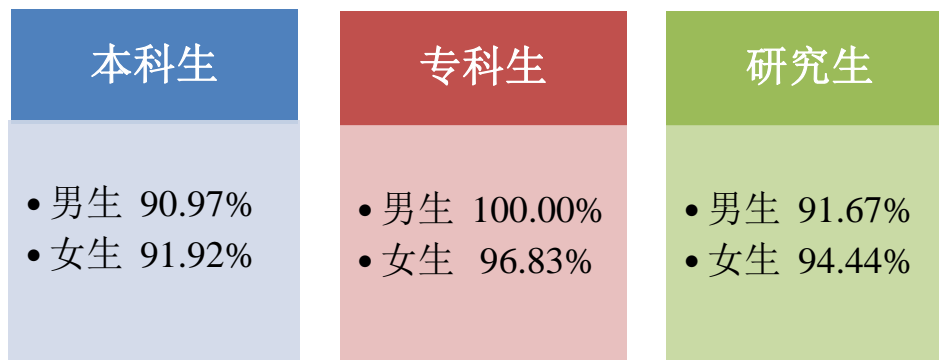 本科生
• 男生 90.97%
• 女生 91.92%
专科生
• 男生 100.00%
• 女生 96.83%
研究生
• 男生 91.67%
• 女生 94.44%